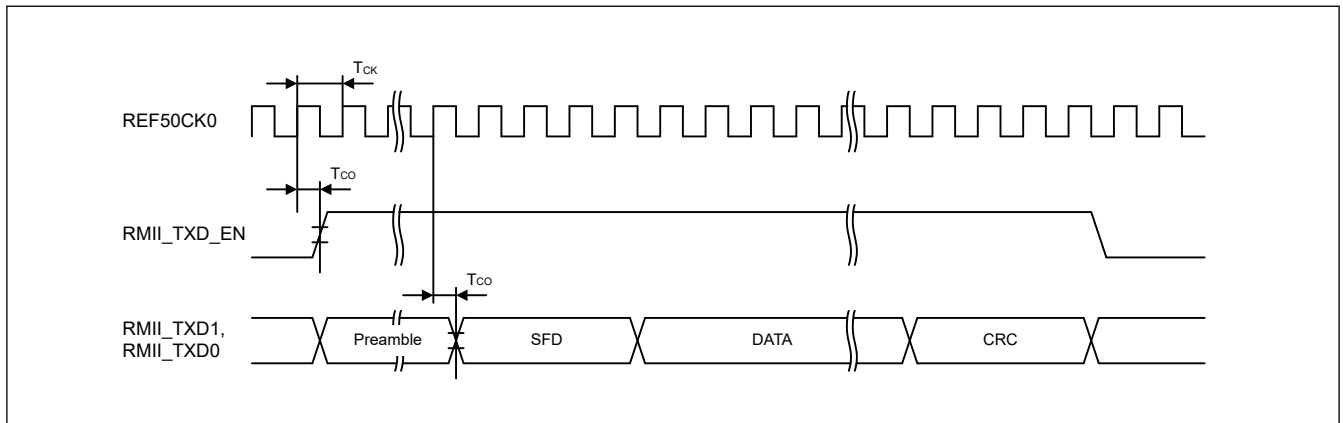 TCK
REF50CK0
TCO
RMII_TXD_EN
TCO
RMII_TXD1,
RMII_TXD0
Preamble
SFD
DATA
CRC